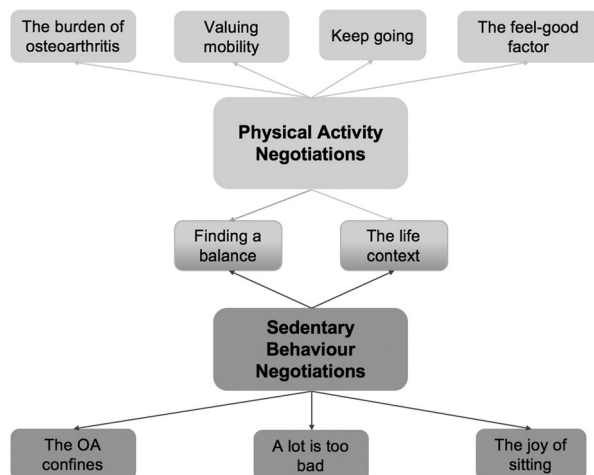 The burden of
osteoarthritis
Valuing
mobility
Keep going
The feel-good
factor
Physical Activity
Negotiations
Finding a
balance
The life
context
Sedentary
Behaviour
Negotiations
The OA
confines
A lot is too
bad
The joy of
sitting